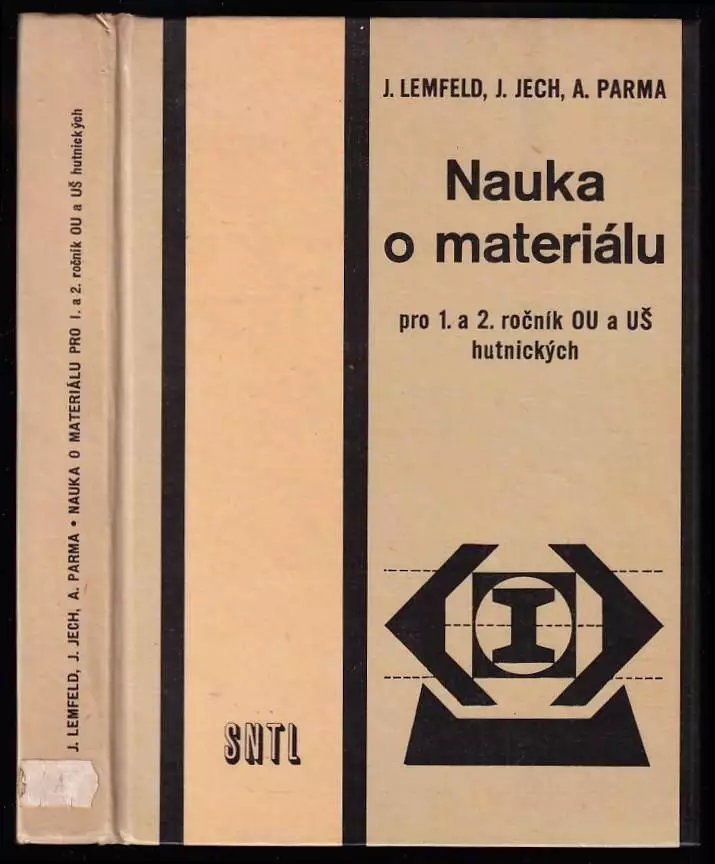 J. LEMFELD, J. JECH, A. PARMA • NAUKA O MATERIÁLU PRO 1. a 2. ročník OU a UŠ hutnických
J. LEMFELD, J. JECH, A. PARMA
Nauka
o materiálu
pro 1. a 2. ročník OU a UŠ
hutnických
SNTL